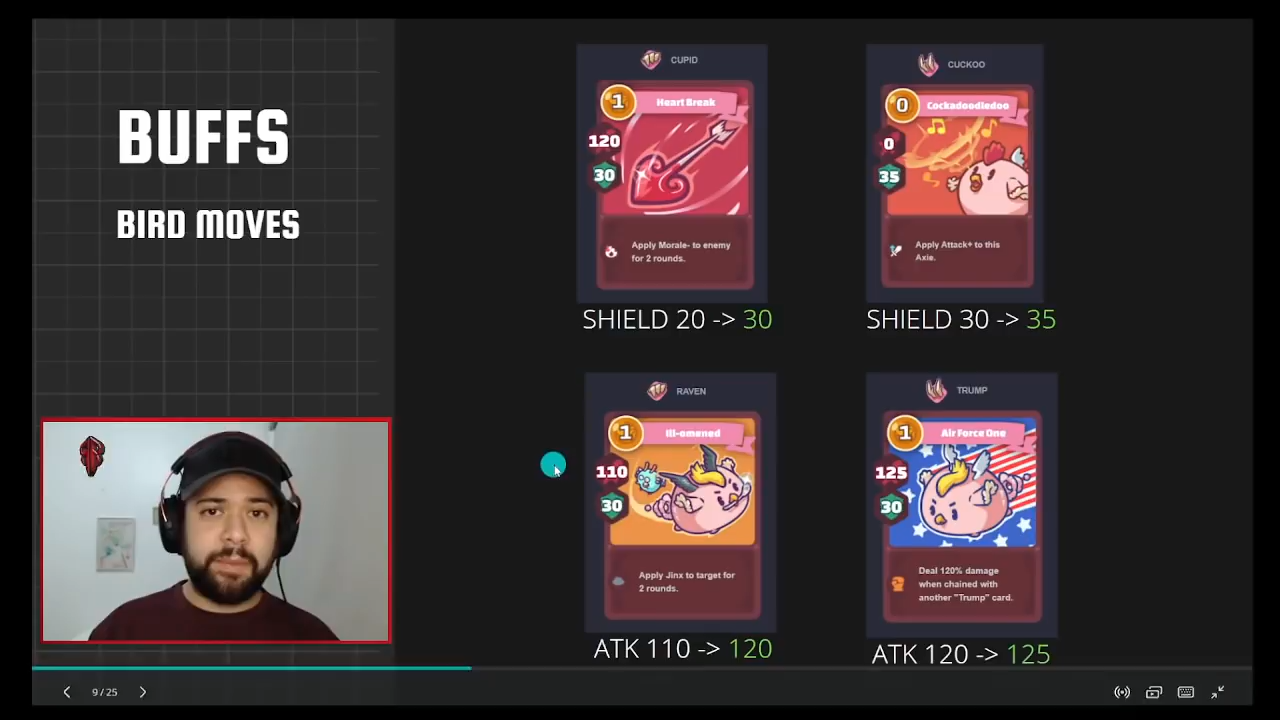 BUFFS
BIRD MOVES
CUPID
1
Heart Break
120
30
Apply Morale- to enemy
for 2 rounds.
SHIELD 20 -> 30
CUCKOO
0
Cockadoodledoo
0
35
Apply Attack+ to this
Axie.
SHIELD 30 -> 35
RAVEN
1
Ill-omened
110
30
Apply Jinx to target for
2 rounds.
ATK 110 -> 120
TRUMP
1
Air Force One
125
30
Deal 120% damage
when chained with
another "Trump" card.
ATK 120 -> 125
9 / 25